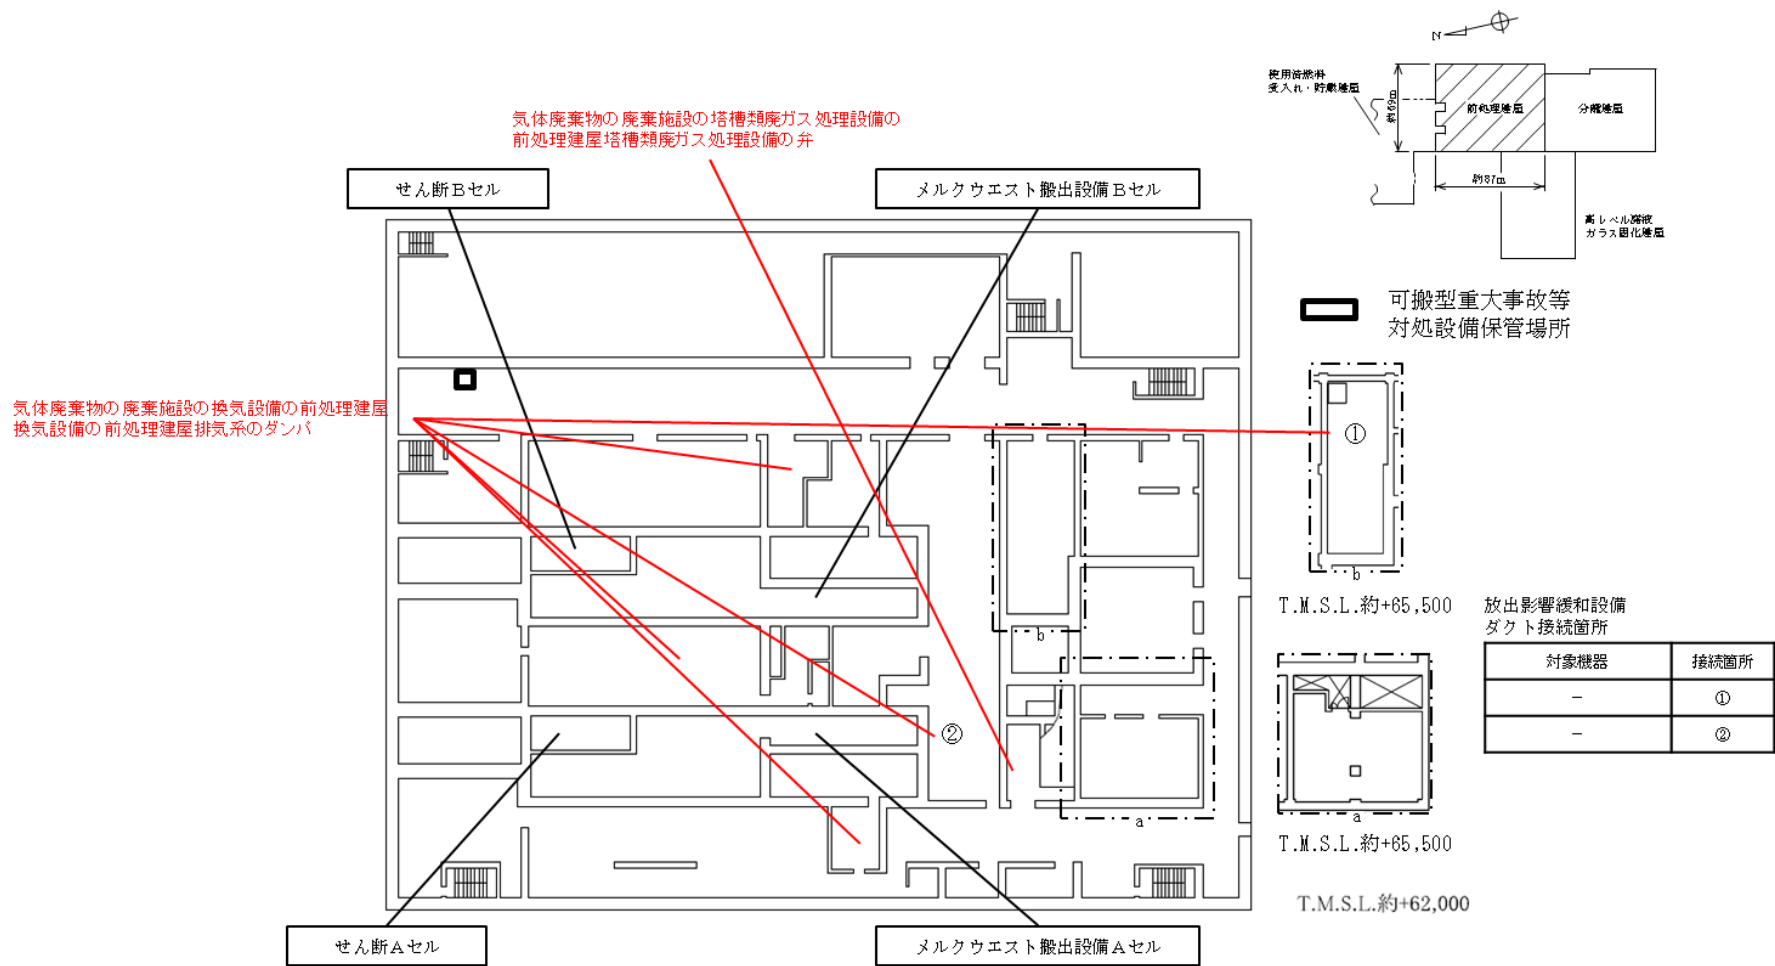 N
使用済燃料
受入れ・貯蔵建屋
約69m
前処理建屋
分離建屋
約87m
高レベル廃液
ガラス固化建屋
気体廃棄物の廃棄施設の塔槽類廃ガス処理設備の
前処理建屋塔槽類廃ガス処理設備の弁
せん断Bセル
メルクウエスト搬出設備Bセル
可搬型重大事故等
対処設備保管場所
気体廃棄物の廃棄施設の換気設備の前処理建屋
換気設備の前処理建屋排気系のダンパ
①
b
T.M.S.L.約+65,500
b
放出影響緩和設備
ダクト接続箇所
対象機器 接続箇所
－ ①
－ ②
②
a
a
T.M.S.L.約+65,500
T.M.S.L.約+62,000
せん断Aセル
メルクウエスト搬出設備Aセル